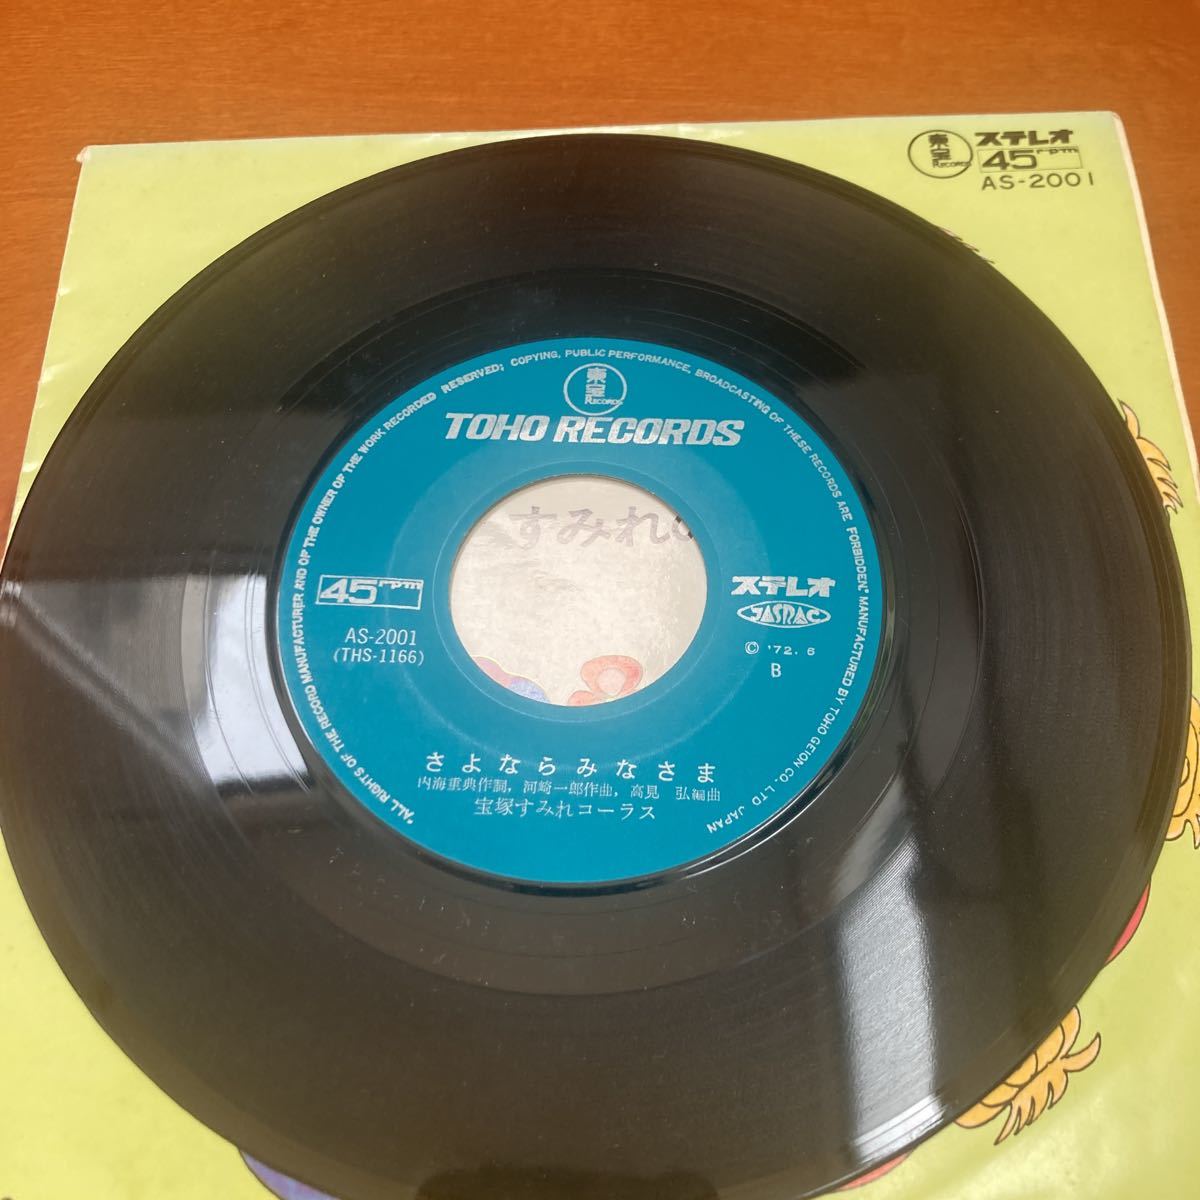 東宝
RECORDS
ステレオ
45rpm
AS-2001
東宝
RECORDS
TOHO RECORDS
"ALL RIGHTS OF THE RECORD MANUFACTURER AND OF THE OWNER OF THE WORK RECORDED RESERVED; COPYING, PUBLIC PERFORMANCE, BROADCASTING OF THESE RECORDS ARE FORBIDDEN." MANUFACTURED BY TOHO GEION CO. LTD JAPAN
すみれの
45rpm
AS-2001
(THS-1166)
ステレオ
JASRAC
© '72. 6
B
さよならみなさま
内海重典作詞, 河崎一郎作曲, 高見 弘編曲
宝塚すみれコーラス